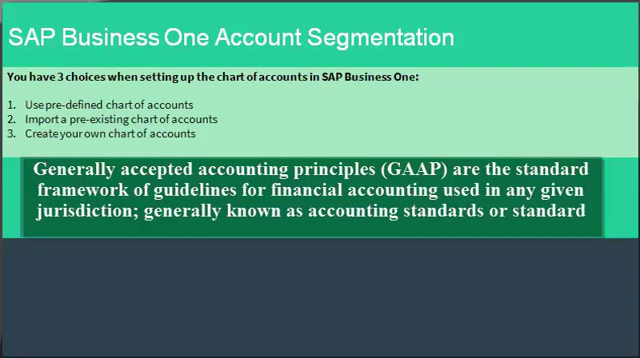 SAP Business One Account Segmentation
You have 3 choices when setting up the chart of accounts in SAP Business One:
1. Use pre-defined chart of accounts
2. Import a pre-existing chart of accounts
3. Create your own chart of accounts
Generally accepted accounting principles (GAAP) are the standard
framework of guidelines for financial accounting used in any given
jurisdiction; generally known as accounting standards or standard